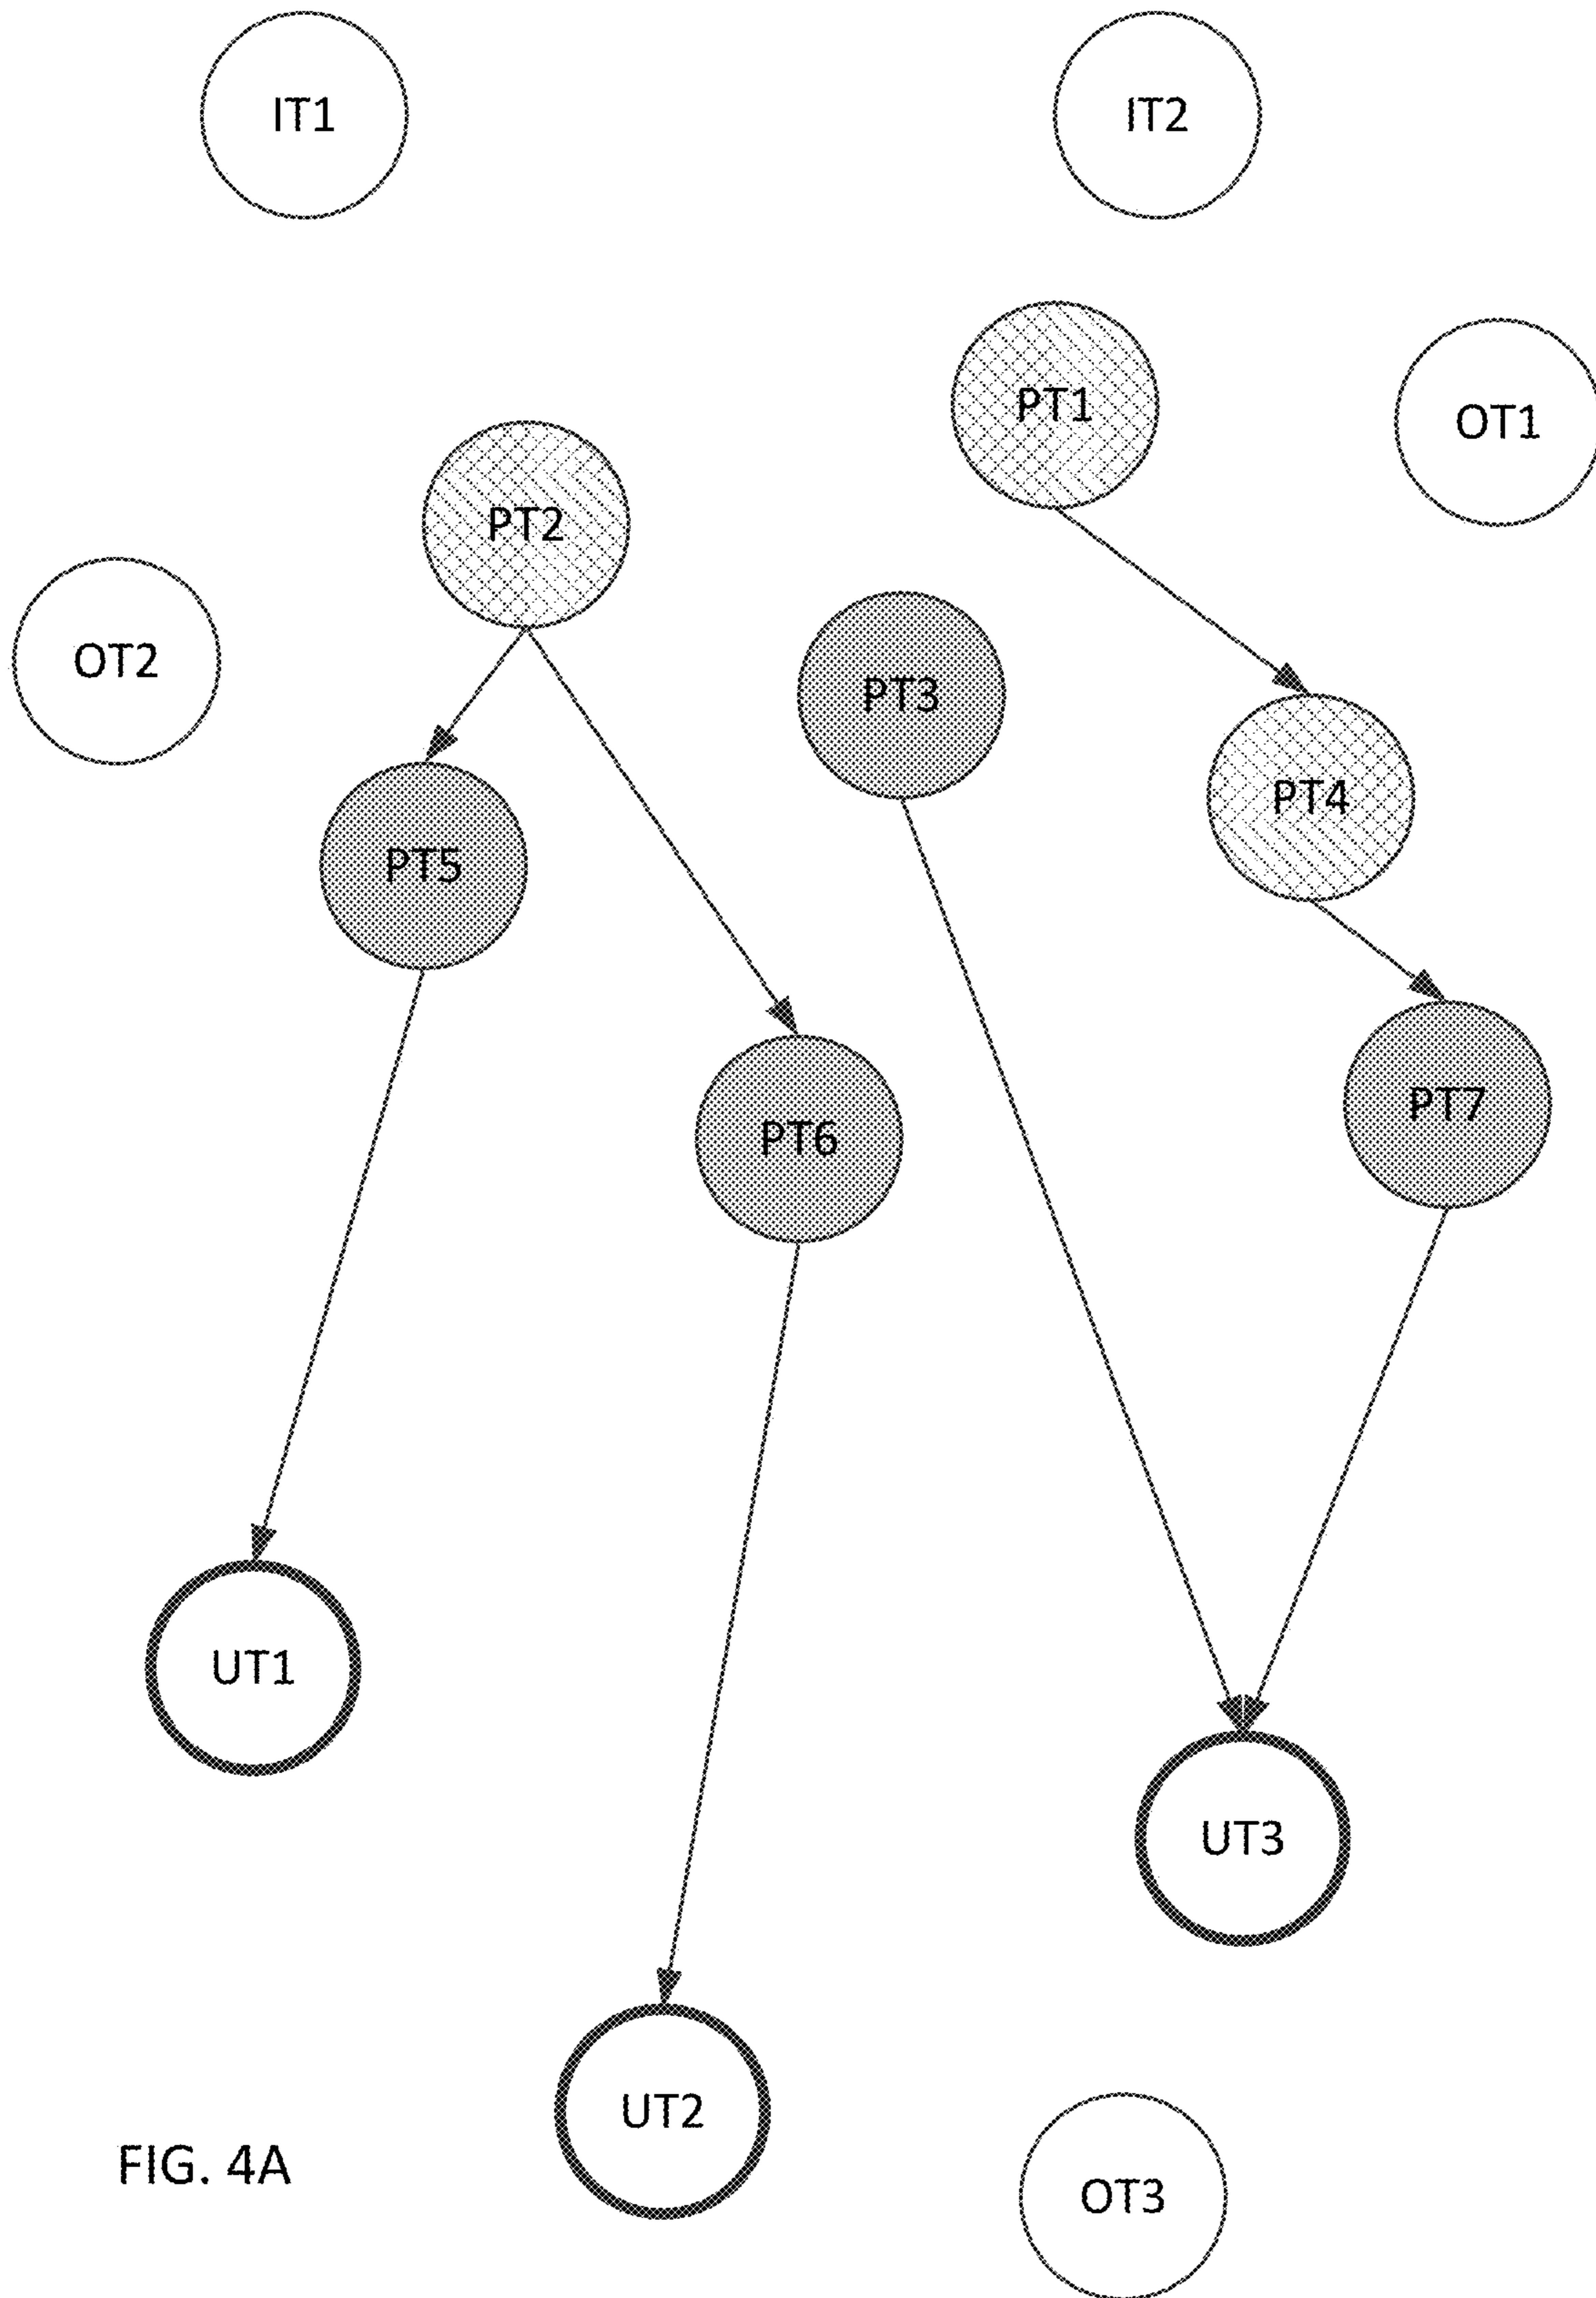 IT1
IT2
PT1
OT1
PT2
OT2
PT3
PT4
PT5
PT7
PT6
UT1
UT3
UT2
FIG. 4A
OT3